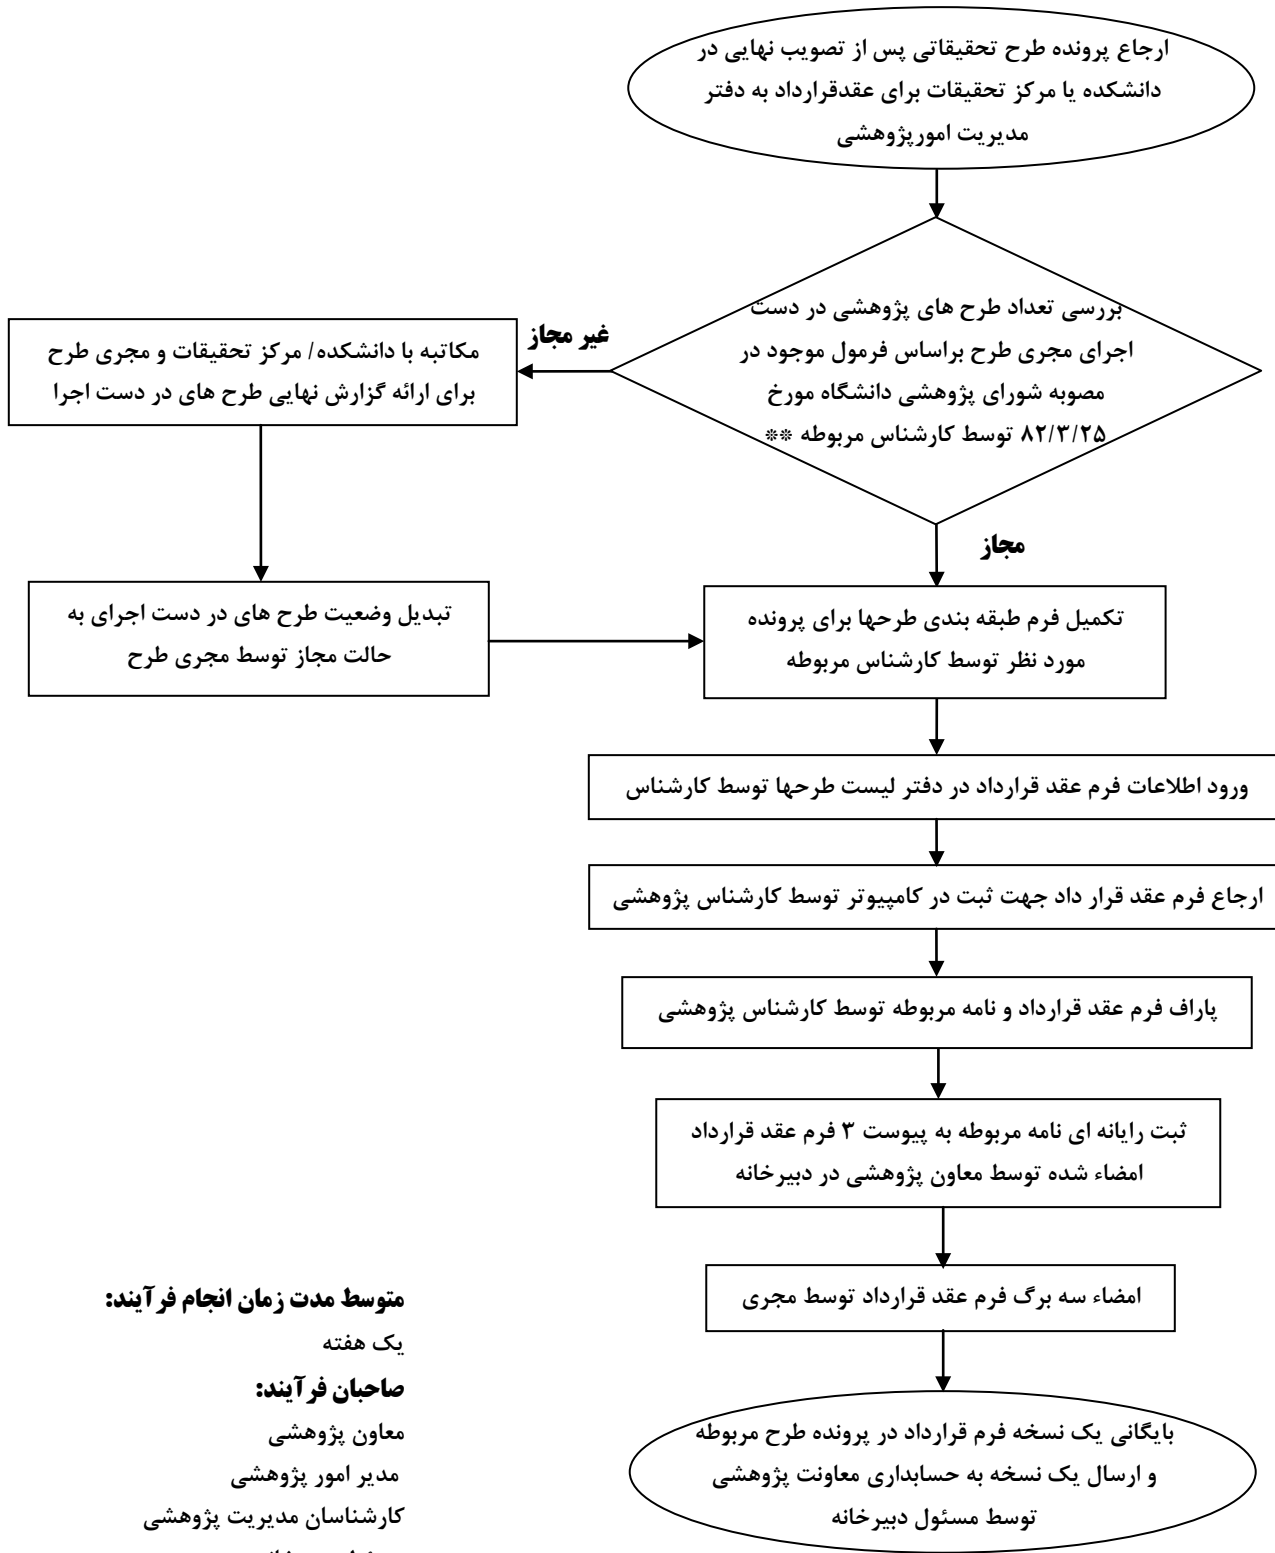 ارجاع پرونده طرح تحقیقاتی پس از تصویب نهایی در
دانشکده یا مرکز تحقیقات برای عقدقرارداد به دفتر
مدیریت امورپژوهشی
بررسی تعداد طرح های پژوهشی در دست
اجرای مجری طرح براساس فرمول موجود در
مصوبه شورای پژوهشی دانشگاه مورخ
۸۲/۳/۲۵ توسط کارشناس مربوطه **
غیر مجاز
مکاتبه با دانشکده/ مرکز تحقیقات و مجری طرح
برای ارائه گزارش نهایی طرح های در دست اجرا
مجاز
تبدیل وضعیت طرح های در دست اجرای به
حالت مجاز توسط مجری طرح
تکمیل فرم طبقه بندی طرحها برای پرونده
مورد نظر توسط کارشناس مربوطه
ورود اطلاعات فرم عقد قرارداد در دفتر لیست طرحها توسط کارشناس
ارجاع فرم عقد قرار داد جهت ثبت در کامپیوتر توسط کارشناس پژوهشی
پاراف فرم عقد قرارداد و نامه مربوطه توسط کارشناس پژوهشی
ثبت رایانه ای نامه مربوطه به پیوست ۳ فرم عقد قرارداد
امضاء شده توسط معاون پژوهشی در دبیرخانه
امضاء سه برگ فرم عقد قرارداد توسط مجری
بایگانی یک نسخه فرم قرارداد در پرونده طرح مربوطه
و ارسال یک نسخه به حسابداری معاونت پژوهشی
توسط مسئول دبیرخانه
متوسط مدت زمان انجام فرآیند:
یک هفته
صاحبان فرآیند:
معاون پژوهشی
مدیر امور پژوهشی
کارشناسان مدیریت پژوهشی